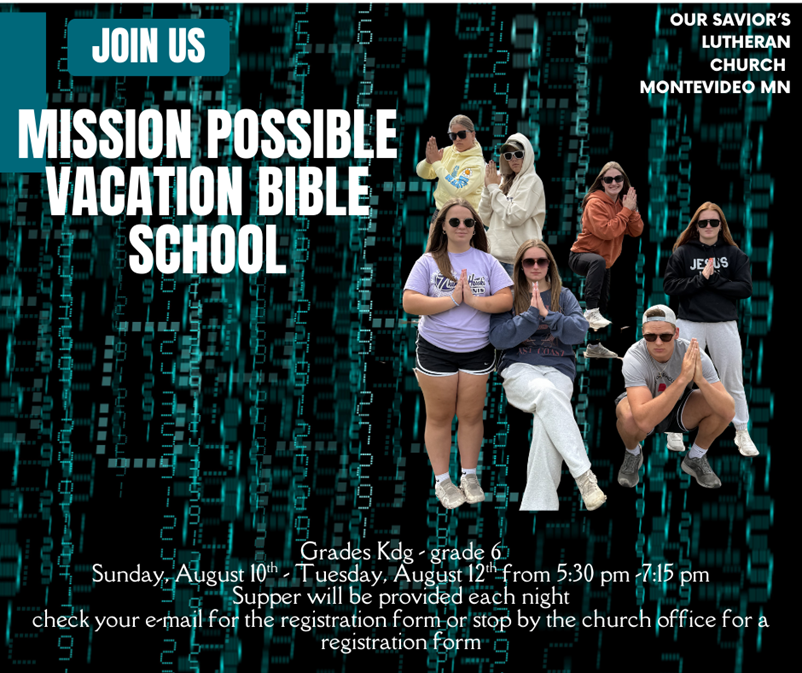 JOIN US
OUR SAVIOR'S
LUTHERAN
CHURCH
MONTEVIDEO MN
MISSION POSSIBLE
VACATION BIBLE
SCHOOL
JESUS
Grades Kdg - grade 6
Sunday, August 10th - Tuesday, August 12th from 5:30 pm -7:15 pm
Supper will be provided each night
check your e-mail for the registration form or stop by the church office for a
registration form